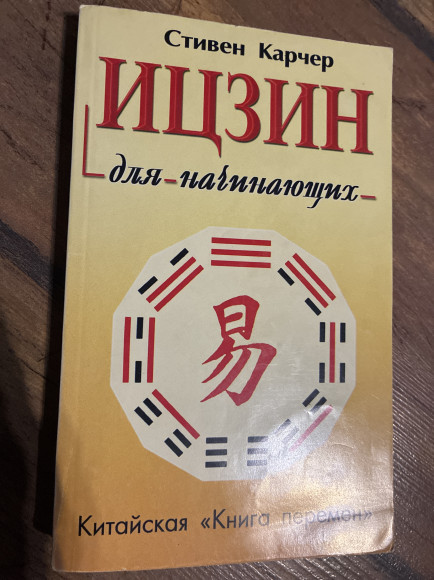 Стивен Карчер
ИЦЗИН
для начинающих
易
Китайская «Книга перемен»